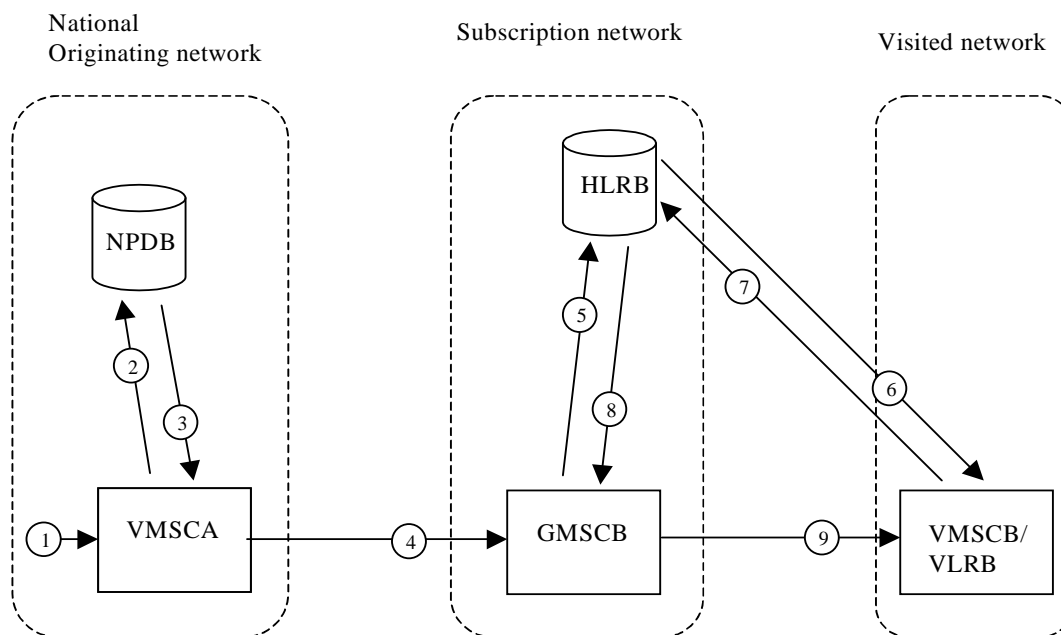 National
Originating network
Subscription network
Visited network
HLRB
NPDB
7
5
2
6
3
8
VMSCA
GMSCB
VMSCB/
VLRB
1
4
9